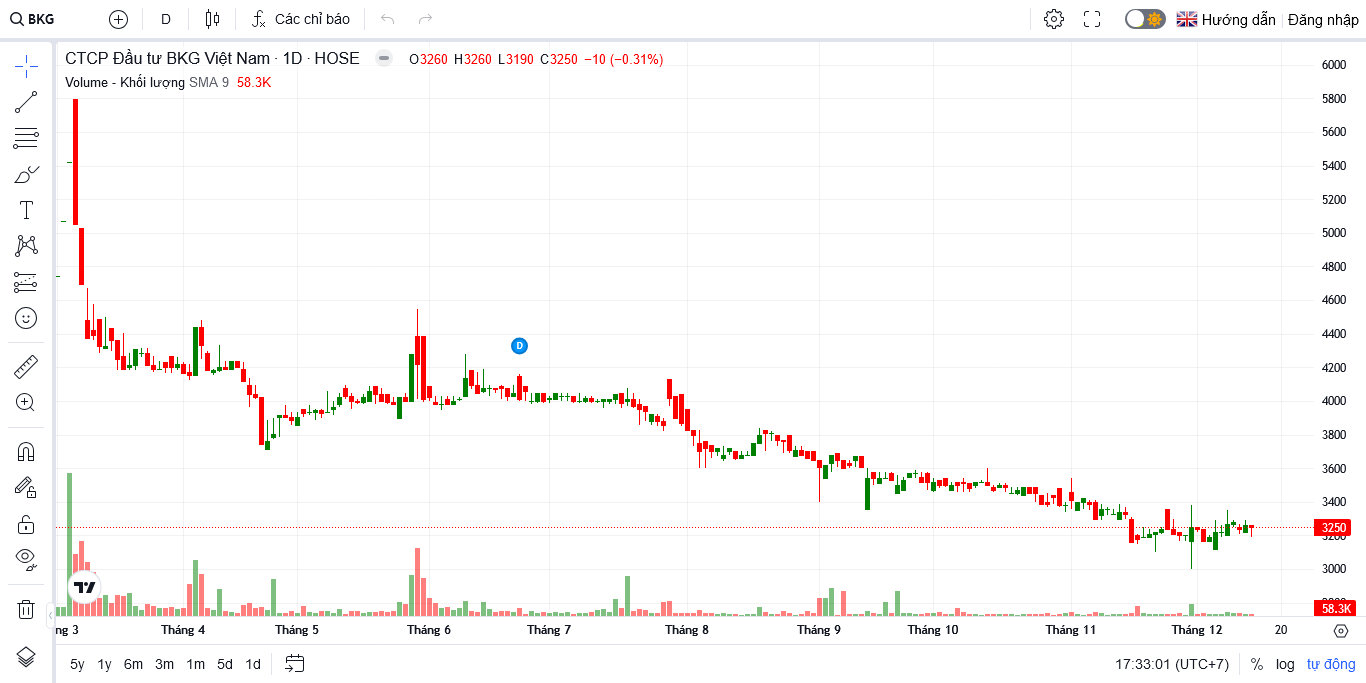 BKG D Các chỉ báo Hướng dẫn Đăng nhập
CTCP Đầu tư BKG Việt Nam · 1D · HOSE O3260 H3260 L3190 C3250 −10 (−0.31%)
Volume - Khối lượng SMA 9 58.3K
6000
5800
5600
5400
5200
5000
4800
4600
4400
4200
4000
3800
3600
3400
3250
3200
3000
58.3K
D
ng 3 Tháng 4 Tháng 5 Tháng 6 Tháng 7 Tháng 8 Tháng 9 Tháng 10 Tháng 11 Tháng 12 20
5y 1y 6m 3m 1m 5d 1d 17:33:01 (UTC+7) % log tự động